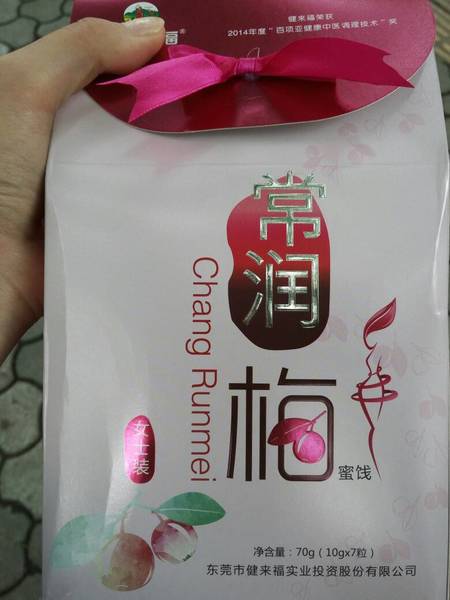 福®
健来福荣获
2014年度“百项亚健康中医调理技术”奖
常润
梅
蜜饯
Chang Runmei
女士装
净含量：70g（10gx7粒）
东莞市健来福实业投资股份有限公司